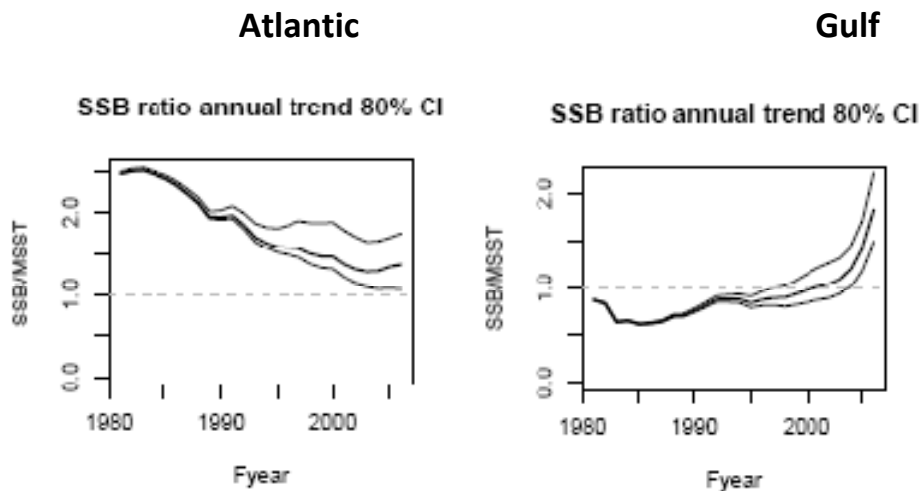 Atlantic
Gulf
SSB ratio annual trend 80% CI
SSB/MSST
2.0
1.0
0.0
1980
1990
2000
Fyear
SSB ratio annual trend 80% CI
SSB/MSST
2.0
1.0
0.0
1980
1990
2000
Fyear